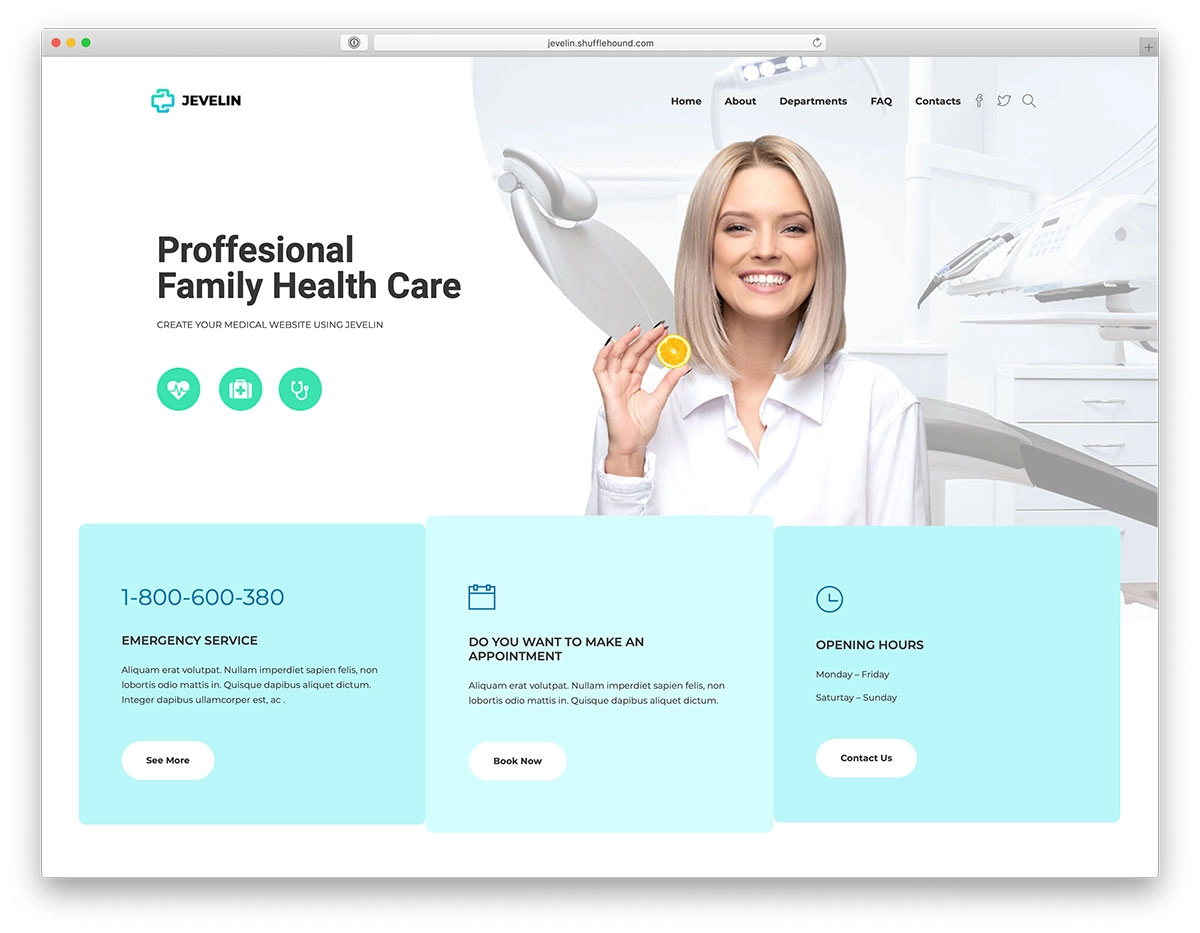 jevelin.shufflehound.com
JEVELIN
Home About Departments FAQ Contacts
Proffesional
Family Health Care
CREATE YOUR MEDICAL WEBSITE USING JEVELIN
1-800-600-380
EMERGENCY SERVICE
Aliquam erat volutpat. Nullam imperdiet sapien felis, non
lobortis odio mattis in. Quisque dapibus aliquet dictum.
Integer dapibus ullamcorper est, ac .
See More
DO YOU WANT TO MAKE AN
APPOINTMENT
Aliquam erat volutpat. Nullam imperdiet sapien felis, non
lobortis odio mattis in. Quisque dapibus aliquet dictum.
Book Now
OPENING HOURS
Monday – Friday
Saturtay – Sunday
Contact Us